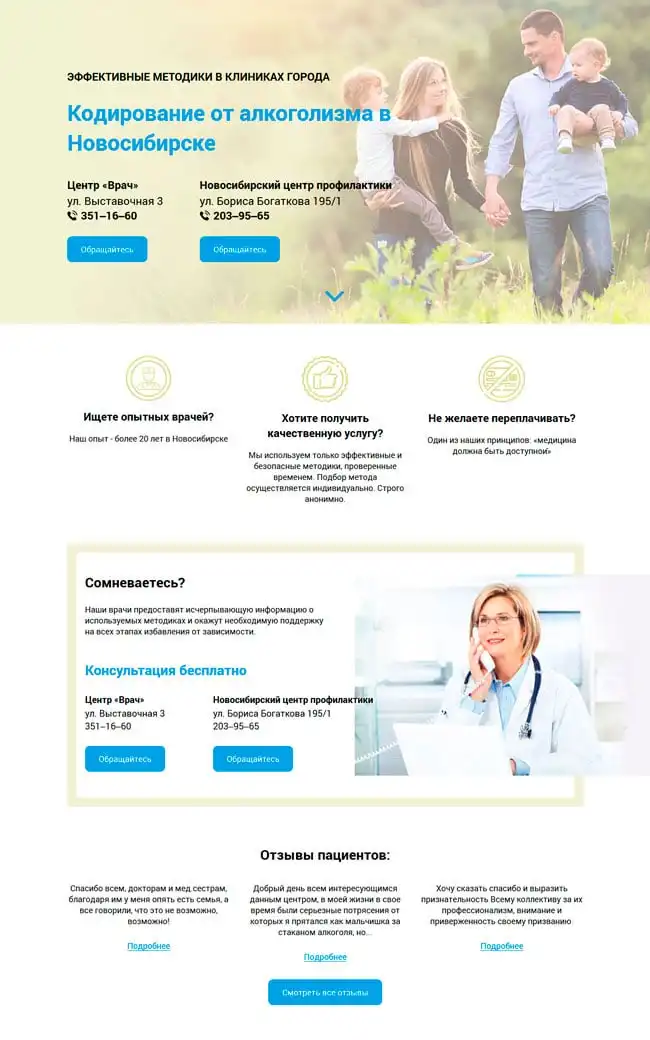 ЭФФЕКТИВНЫЕ МЕТОДИКИ В КЛИНИКАХ ГОРОДА
Кодирование от алкоголизма в
Новосибирске
Центр «Врач»
ул. Выставочная 3
351–16–60
Обращайтесь
Новосибирский центр профилактики
ул. Бориса Богаткова 195/1
203–95–65
Обращайтесь
Ищете опытных врачей?
Наш опыт - более 20 лет в Новосибирске
Хотите получить
качественную услугу?
Мы используем только эффективные и
безопасные методики, проверенные
временем. Подбор метода
осуществляется индивидуально. Строго
анонимно.
Не желаете переплачивать?
Один из наших принципов: «медицина
должна быть доступной»
Сомневаетесь?
Наши врачи предоставят исчерпывающую информацию о
используемых методиках и окажут необходимую поддержку
на всех этапах избавления от зависимости.
Консультация бесплатно
Центр «Врач»
ул. Выставочная 3
351–16–60
Обращайтесь
Новосибирский центр профилактики
ул. Бориса Богаткова 195/1
203–95–65
Обращайтесь
Отзывы пациентов:
Спасибо всем, докторам и мед.сестрам,
благодаря им у меня опять есть семья, а
все говорили, что это не возможно,
возможно!
Подробнее
Добрый день всем интересующимся
данным центром, в моей жизни в свое
время были серьезные потрясения от
которых я прятался как мальчишка за
стаканом алкоголя, но...
Подробнее
Хочу сказать спасибо и выразить
признательность Всему коллективу за их
профессионализм, внимание и
приверженность своему призванию
Подробнее
Смотреть все отзывы